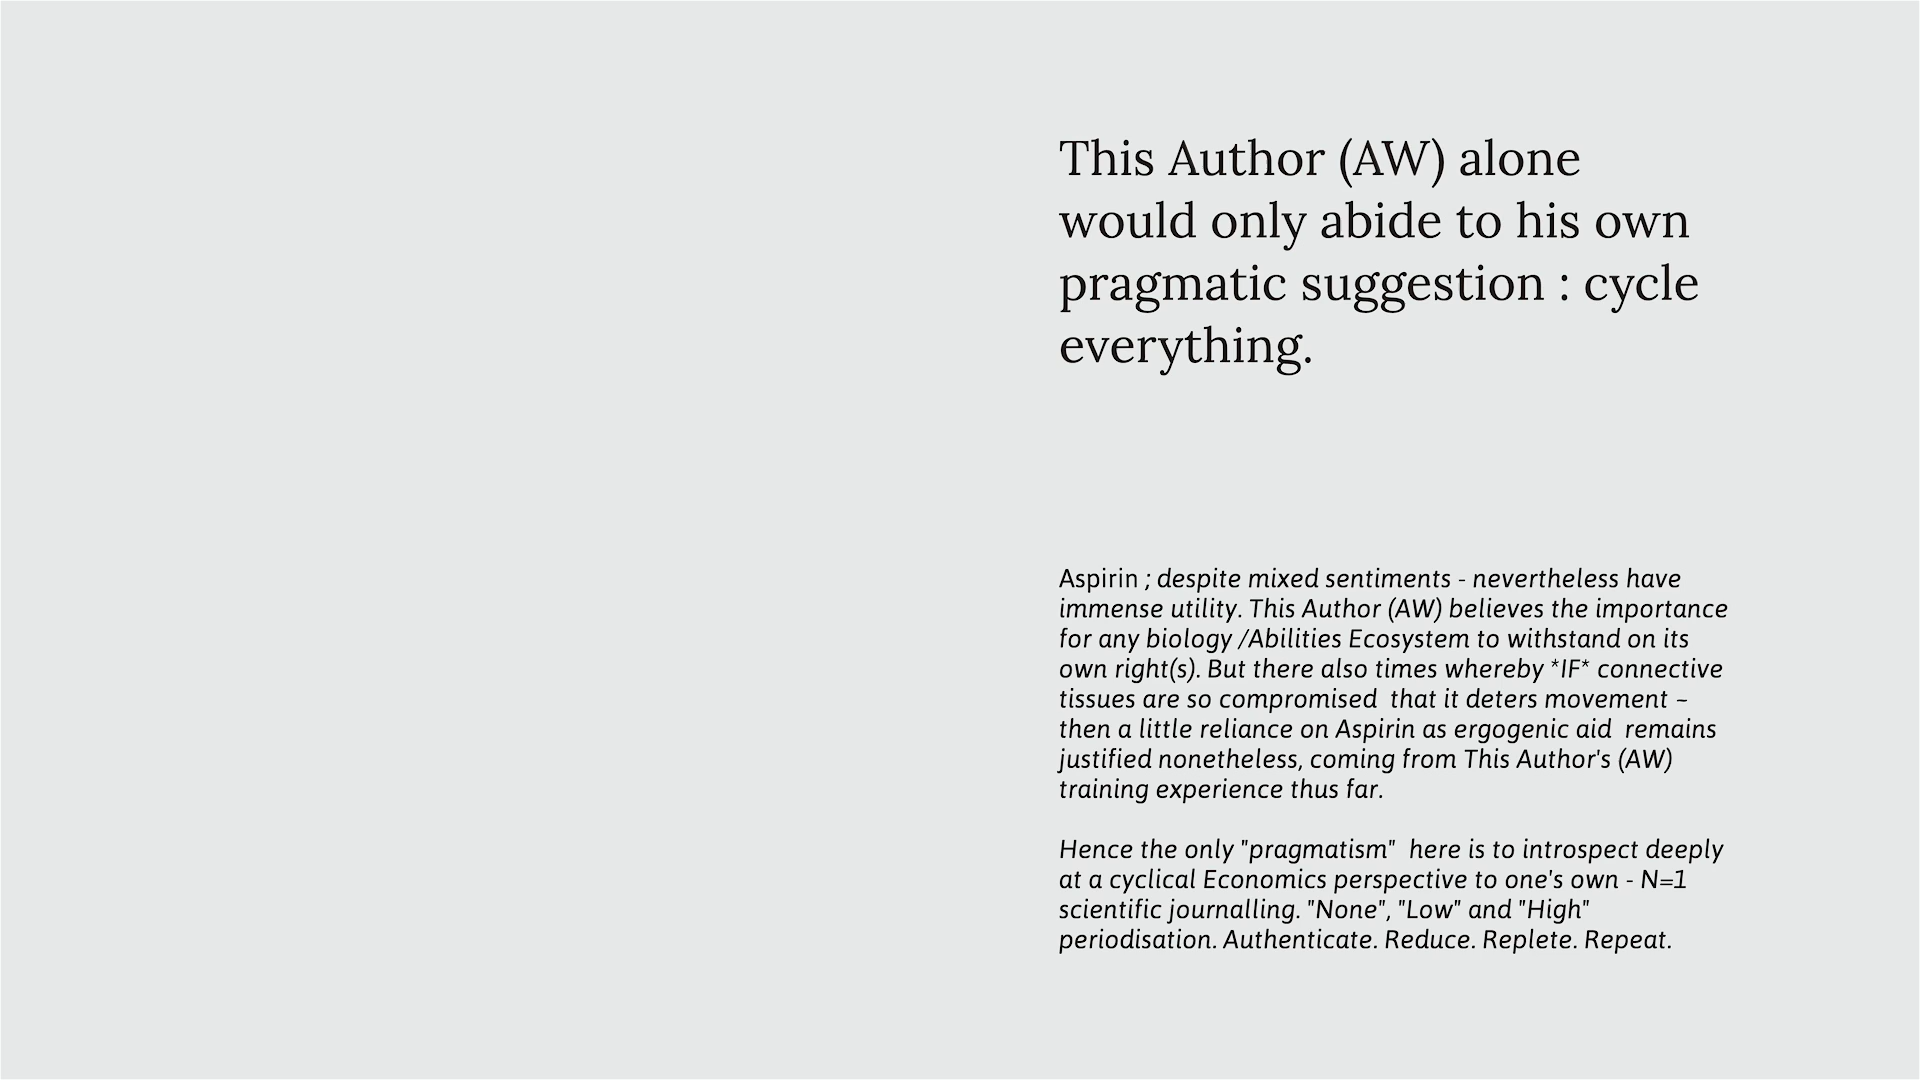 This Author (AW) alone
would only abide to his own
pragmatic suggestion : cycle
everything.
Aspirin ; despite mixed sentiments - nevertheless have
immense utility. This Author (AW) believes the importance
for any biology /Abilities Ecosystem to withstand on its
own right(s). But there also times whereby *IF* connective
tissues are so compromised  that it deters movement ~
then a little reliance on Aspirin as ergogenic aid  remains
justified nonetheless, coming from This Author's (AW)
training experience thus far.
Hence the only "pragmatism"  here is to introspect deeply
at a cyclical Economics perspective to one's own - N=1
scientific journalling. "None", "Low" and "High"
periodisation. Authenticate. Reduce. Replete. Repeat.